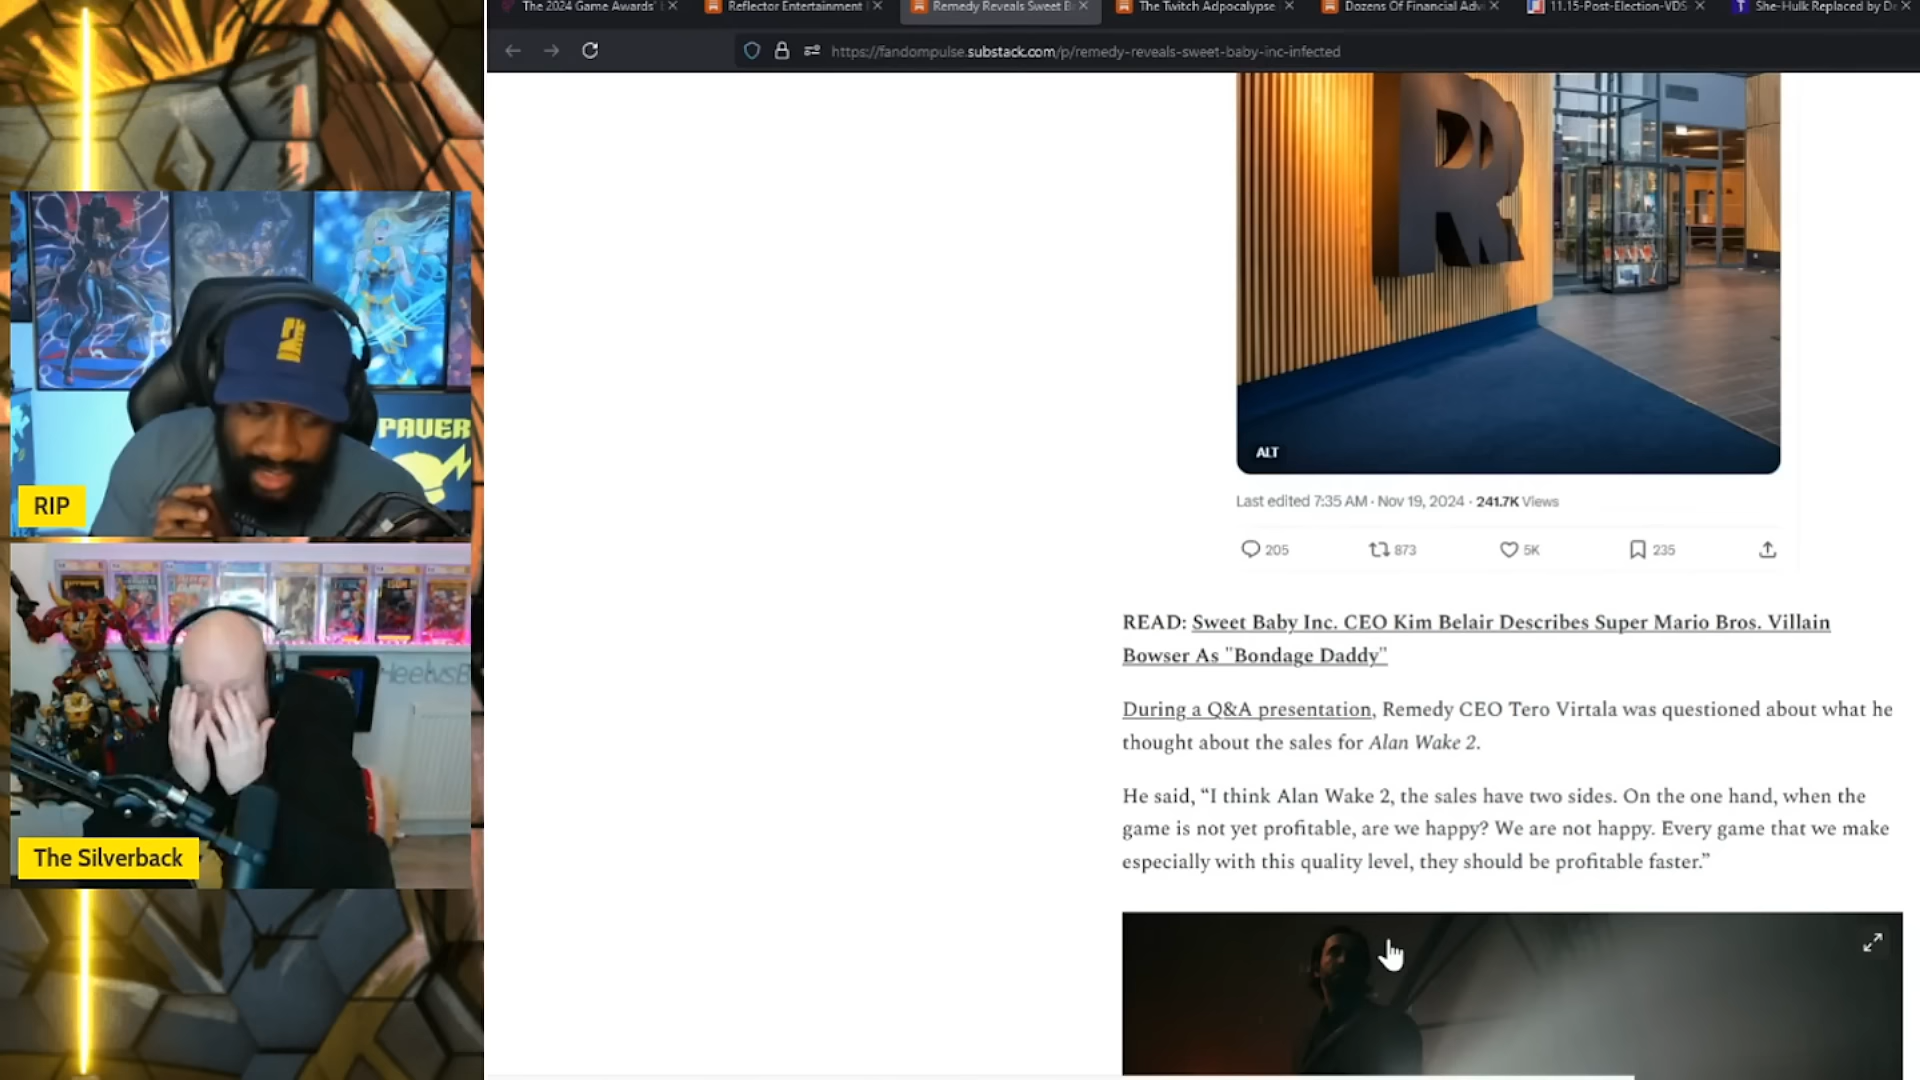 The 2024 Game Awards'
Reflector Entertainment
Remedy Reveals Sweet B
The Twitch Adpocalypse
Dozens Of Financial Adv
11.15-Post-Election-VDS
She-Hulk Replaced by D
https://fandompulse.substack.com/p/remedy-reveals-sweet-baby-inc-infected
R
ALT
Last edited 7:35 AM · Nov 19, 2024 · 241.7K Views
205 873 5K 235
READ: Sweet Baby Inc. CEO Kim Belair Describes Super Mario Bros. Villain
Bowser As "Bondage Daddy"
During a Q&A presentation, Remedy CEO Tero Virtala was questioned about what he
thought about the sales for Alan Wake 2.
He said, “I think Alan Wake 2, the sales have two sides. On the one hand, when the
game is not yet profitable, are we happy? We are not happy. Every game that we make
especially with this quality level, they should be profitable faster.”
PAVER
RIP
HeelvsB
The Silverback